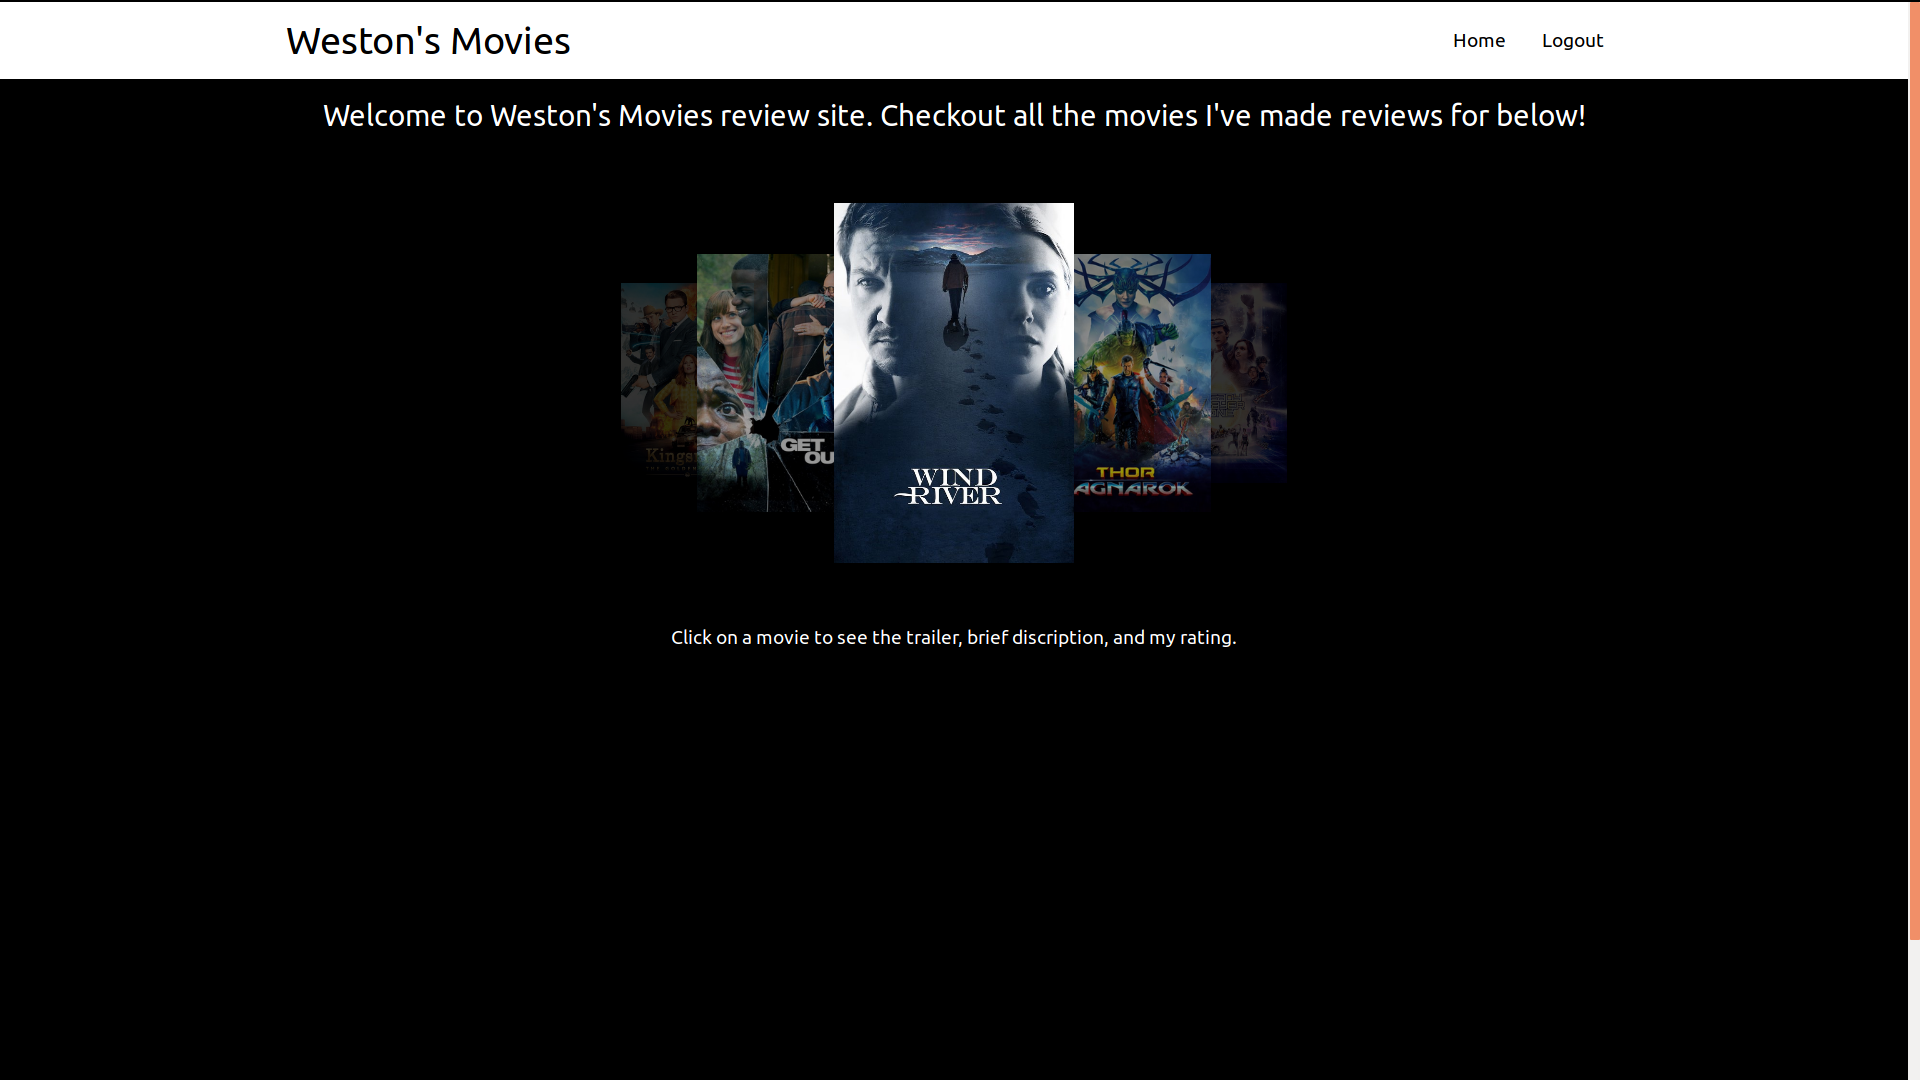 Weston's Movies
Home Logout
Welcome to Weston's Movies review site. Checkout all the movies I've made reviews for below!
GET
OU
WIND
RIVER
THOR
AGNAROK
Kings
Click on a movie to see the trailer, brief discription, and my rating.